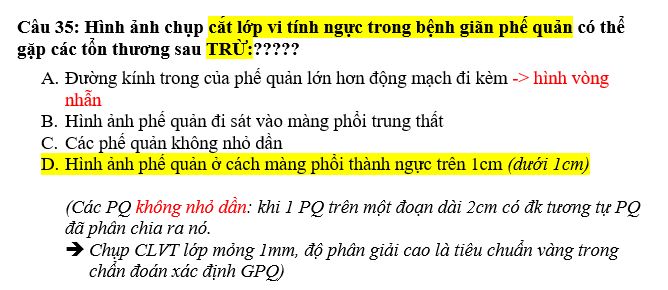 Câu 35: Hình ảnh chụp cắt lớp vi tính ngực trong bệnh giãn phế quản có thể
gặp các tổn thương sau TRỪ:?????
A. Đường kính trong của phế quản lớn hơn động mạch đi kèm -> hình vòng
nhẫn
B. Hình ảnh phế quản đi sát vào màng phổi trung thất
C. Các phế quản không nhỏ dần
D. Hình ảnh phế quản ở cách màng phổi thành ngực trên 1cm (dưới 1cm)
(Các PQ không nhỏ dần: khi 1 PQ trên một đoạn dài 2cm có đk tương tự PQ
đã phân chia ra nó.
➔ Chụp CLVT lớp mỏng 1mm, độ phân giải cao là tiêu chuẩn vàng trong
chẩn đoán xác định GPQ)